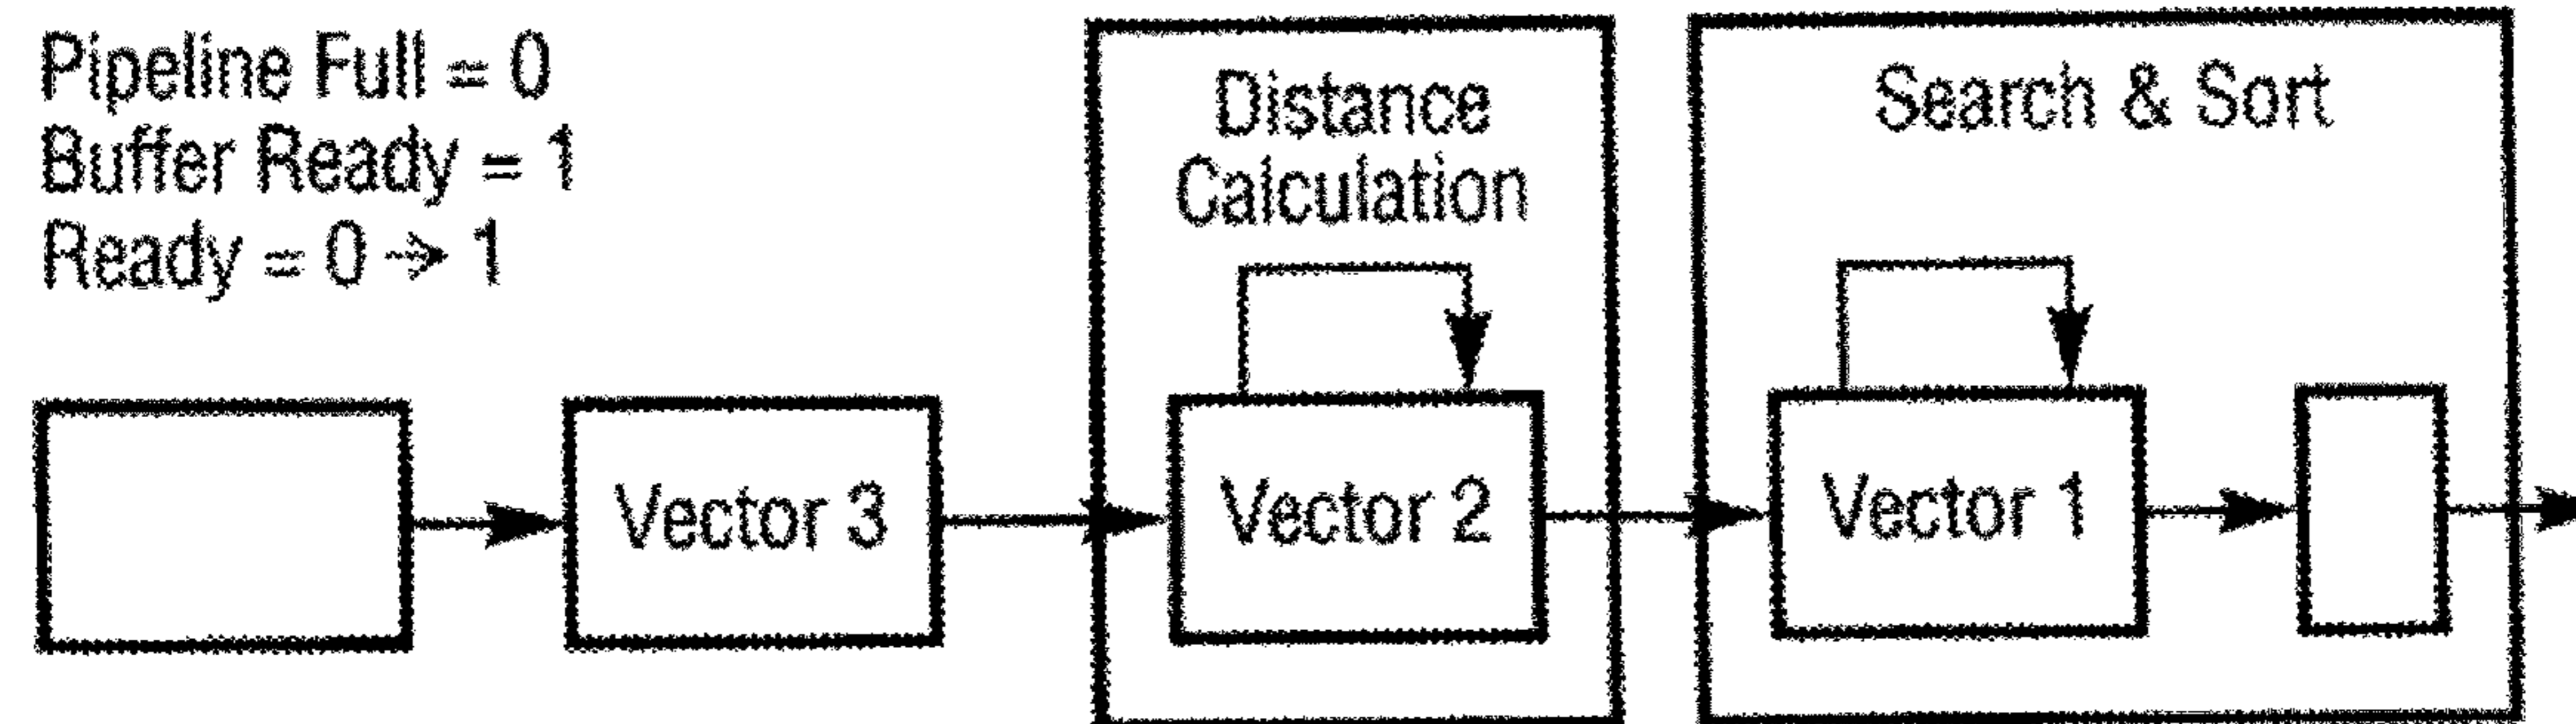 Pipeline Full = 0
Buffer Ready = 1
Ready = 0 → 1
Distance
Calculation
Search & Sort
Vector 3
Vector 2
Vector 1